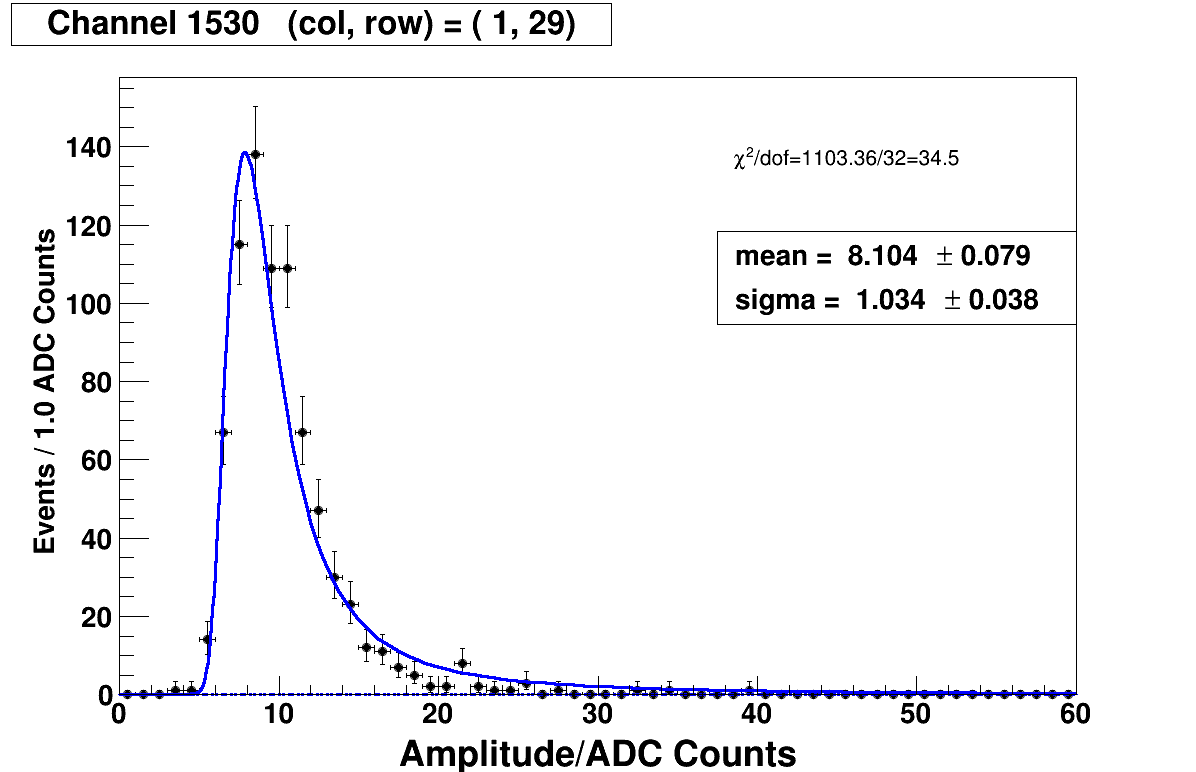 Channel 1530 (col, row) = ( 1, 29)
χ²/dof=1103.36/32=34.5
mean = 8.104 ± 0.079
sigma = 1.034 ± 0.038
Events / 1.0 ADC Counts
140
120
100
80
60
40
20
0
0 10 20 30 40 50 60
Amplitude/ADC Counts